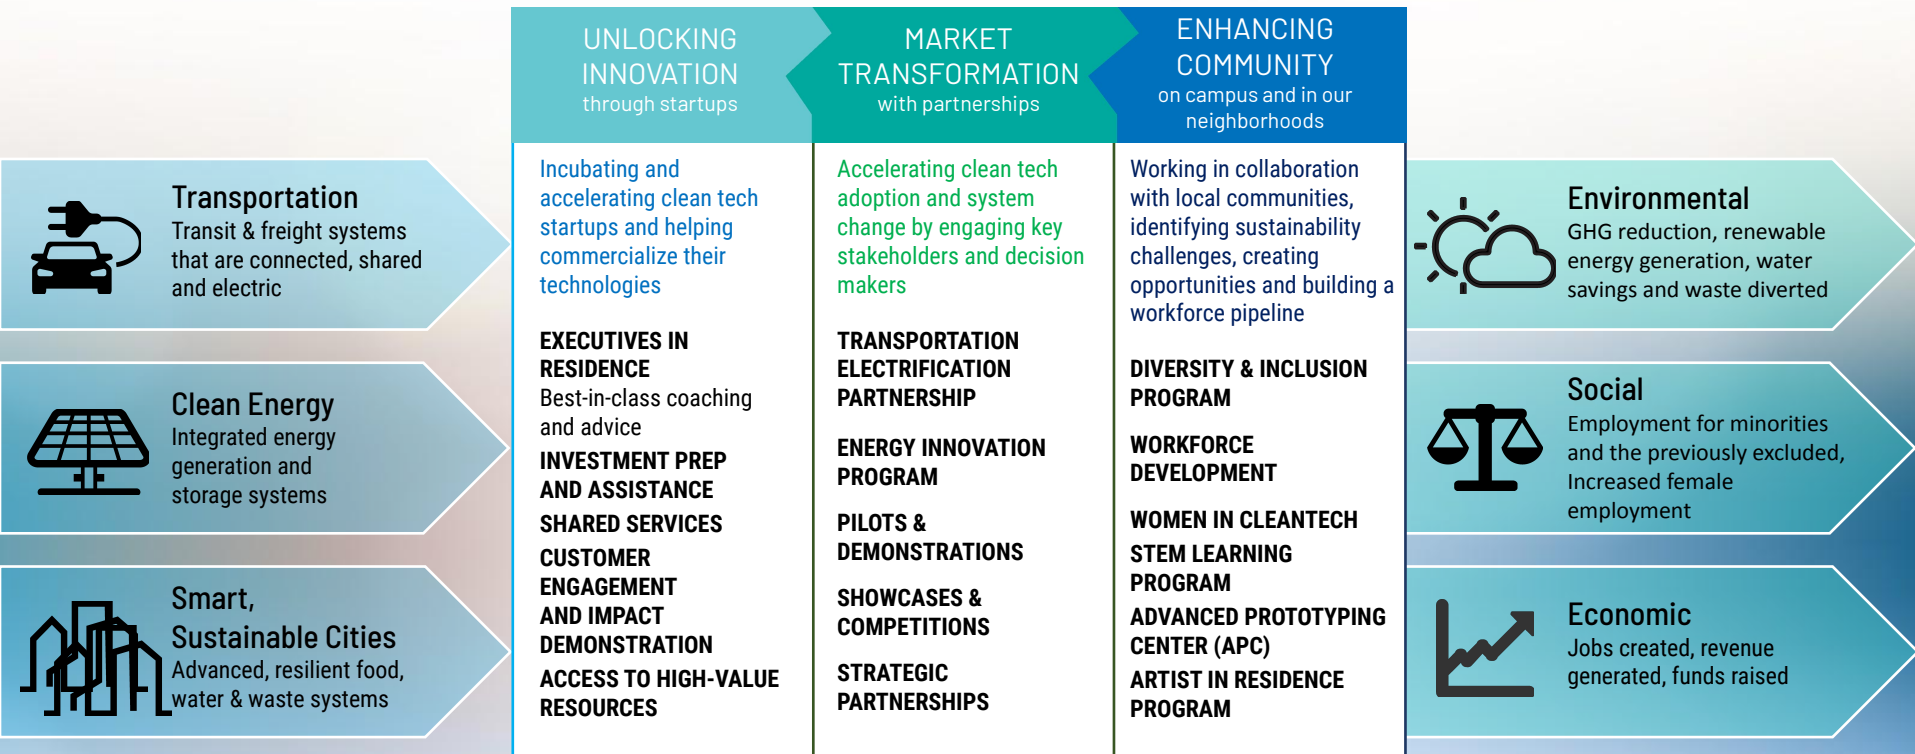 Transportation
Transit & freight systems
that are connected, shared
and electric
Clean Energy
Integrated energy
generation and
storage systems
Smart,
Sustainable Cities
Advanced, resilient food,
water & waste systems
UNLOCKING
INNOVATION
through startups
Incubating and
accelerating clean tech
startups and helping
commercialize their
technologies
EXECUTIVES IN
RESIDENCE
Best-in-class coaching
and advice
INVESTMENT PREP
AND ASSISTANCE
SHARED SERVICES
CUSTOMER
ENGAGEMENT
AND IMPACT
DEMONSTRATION
ACCESS TO HIGH-VALUE
RESOURCES
MARKET
TRANSFORMATION
with partnerships
Accelerating clean tech
adoption and system
change by engaging key
stakeholders and decision
makers
TRANSPORTATION
ELECTRIFICATION
PARTNERSHIP
ENERGY INNOVATION
PROGRAM
PILOTS &
DEMONSTRATIONS
SHOWCASES &
COMPETITIONS
STRATEGIC
PARTNERSHIPS
ENHANCING
COMMUNITY
on campus and in our
neighborhoods
Working in collaboration
with local communities,
identifying sustainability
challenges, creating
opportunities and building a
workforce pipeline
DIVERSITY & INCLUSION
PROGRAM
WORKFORCE
DEVELOPMENT
WOMEN IN CLEANTECH
STEM LEARNING
PROGRAM
ADVANCED PROTOTYPING
CENTER (APC)
ARTIST IN RESIDENCE
PROGRAM
Environmental
GHG reduction, renewable
energy generation, water
savings and waste diverted
Social
Employment for minorities
and the previously excluded,
Increased female
employment
Economic
Jobs created, revenue
generated, funds raised